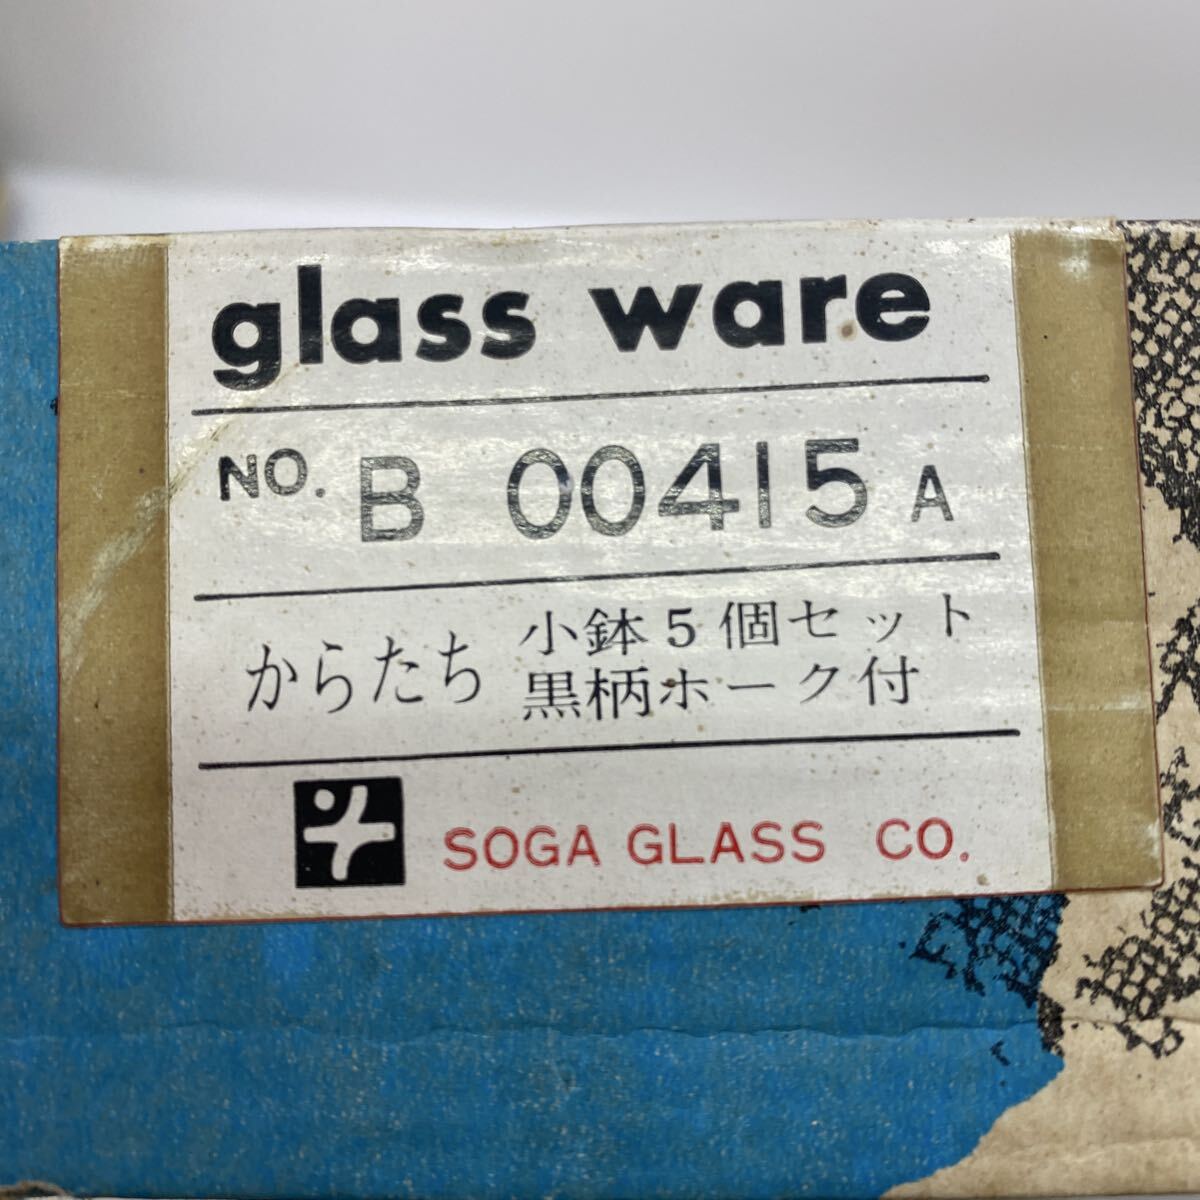 glass ware
NO. B 00415 A
からたち 小鉢5個セット
黒柄ホーク付
SOGA GLASS CO.